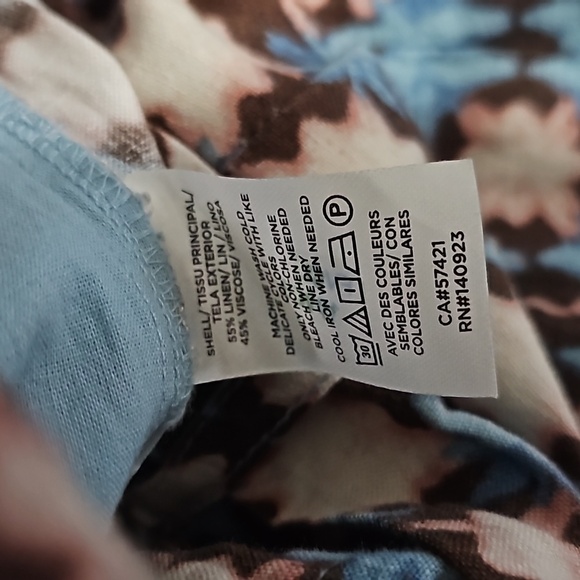 SHELL/ TISSU PRINCIPAL/
TELA EXTERIOR
55% LINEN/ LIN / LINO
45% VISCOSE/ VISCOSA
MACHINE WASH COLD
DELICATE WITH LIKE
COLORS
ONLY NON-CHLORINE
BLEACH WHEN NEEDED
LINE DRY
COOL IRON WHEN NEEDED
30
P
AVEC DES COULEURS
SEMBLABLES/ CON
COLORES SIMILARES
CA#57421
RN#140923